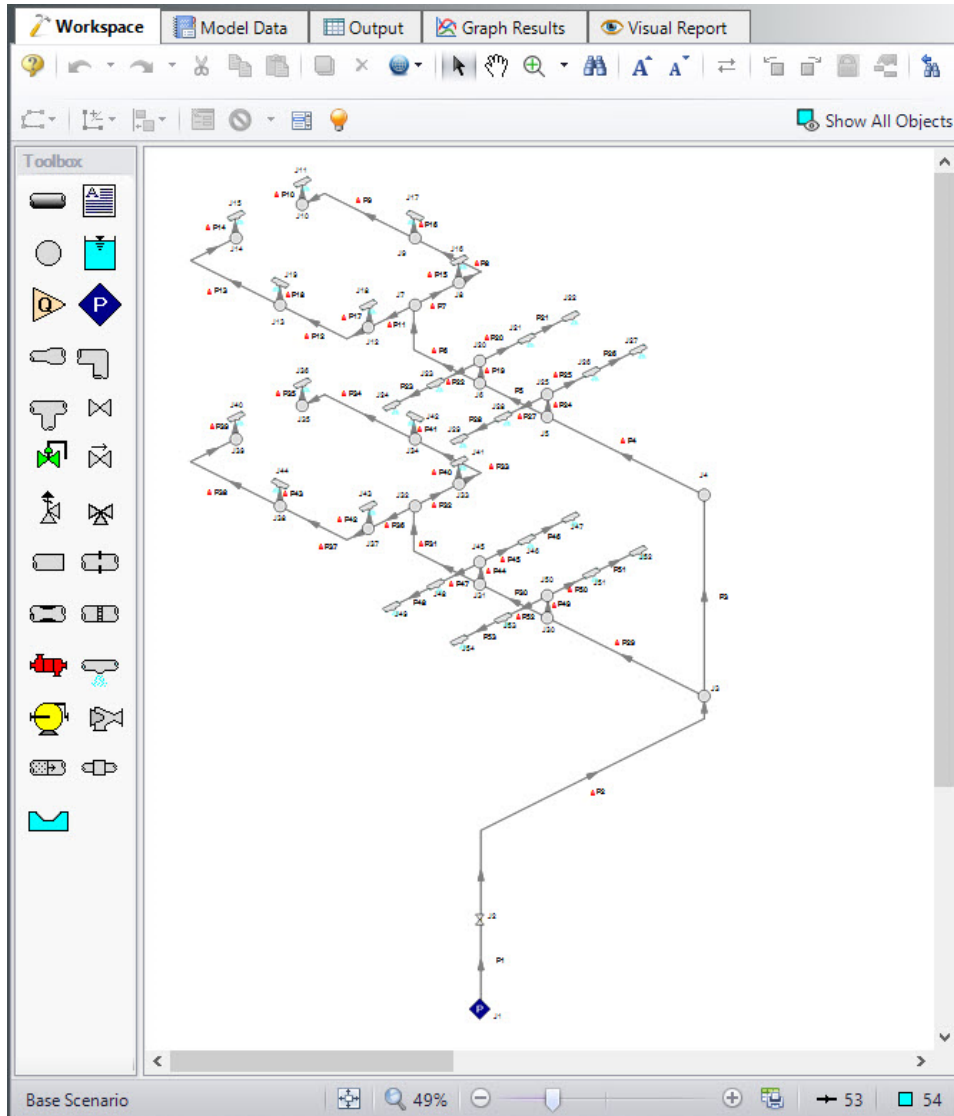 Workspace Model Data Output Graph Results Visual Report
Show All Objects
Toolbox
J11
P10 P9 J17
J15 J10
P14 P16
J14 J9 J16
P15 P8
J19 J18 J7 J8
P13 P18 P17 P7
J13 P11 J22
P12 J12 J21 P21
J20 P20 J27
P6 P19 J26 P26
J36 J23 P22 J25 P25
P23 J6 P5
P35 P34 J24 J28 P27 P24
J40 J35 J42 P28
P39 P41 J29 J5 P4
J39 J34 J41
P40 P33 J4
J44 J43 J32 J33
P38 P43 P42 P32
J38 P36 J47
P37 J37 J46 P46
J45 P45 J52
P31 P44 J51 P51
J48 P47 J50 P50
P48 J31 P30 P3
J49 J53 P52 P49
P53
J54 J30 P29
J3
P2
J2
P1
P
J1
Q
P
A
Base Scenario 49% 53 54